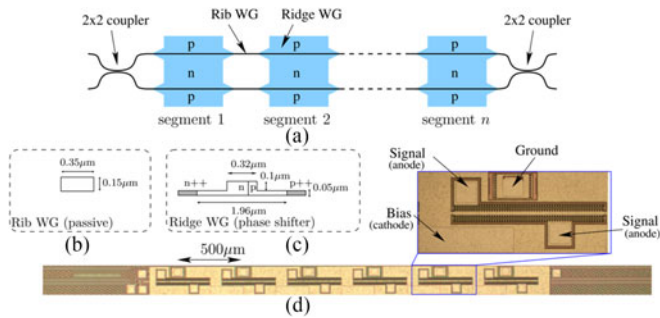 2x2 coupler
Rib WG
Ridge WG
2x2 coupler
p p p
n n n
p p p
segment 1 segment 2 segment n
(a)
0.35μm
0.15μm
Rib WG (passive)
(b)
0.32μm
n++ n p 0.1μm p++
0.05μm
1.96μm
Ridge WG (phase shifter)
(c)
Signal
(anode)
Ground
Bias
(cathode)
Signal
(anode)
500μm
(d)